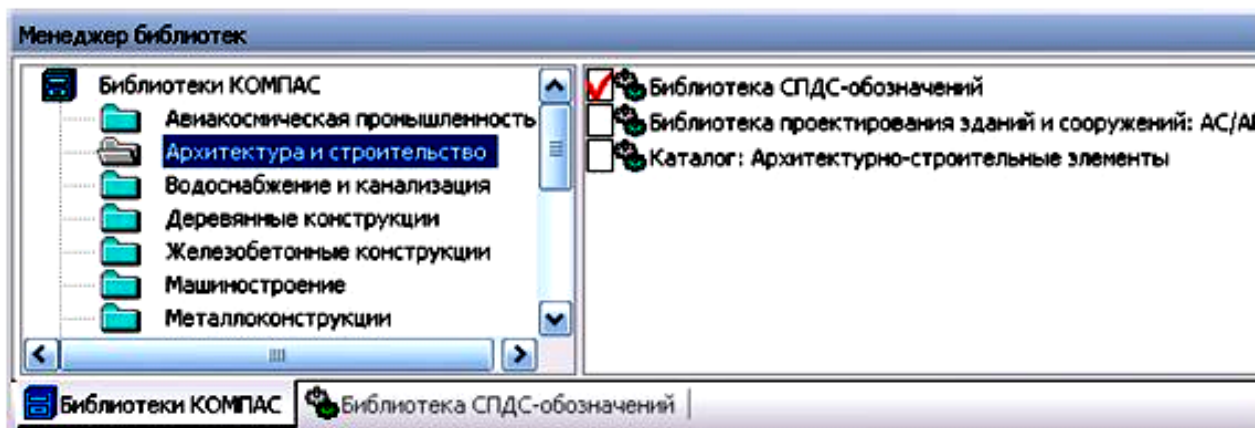 Менеджер библиотек
Библиотеки КОМПАС
Авиакосмическая промышленность
Архитектура и строительство
Водоснабжение и канализация
Деревянные конструкции
Железобетонные конструкции
Машиностроение
Металлоконструкции
Библиотека СПДС-обозначений
Библиотека проектирования зданий и сооружений: АС/А
Каталог: Архитектурно-строительные элементы
Библиотеки КОМПАС Библиотека СПДС-обозначений